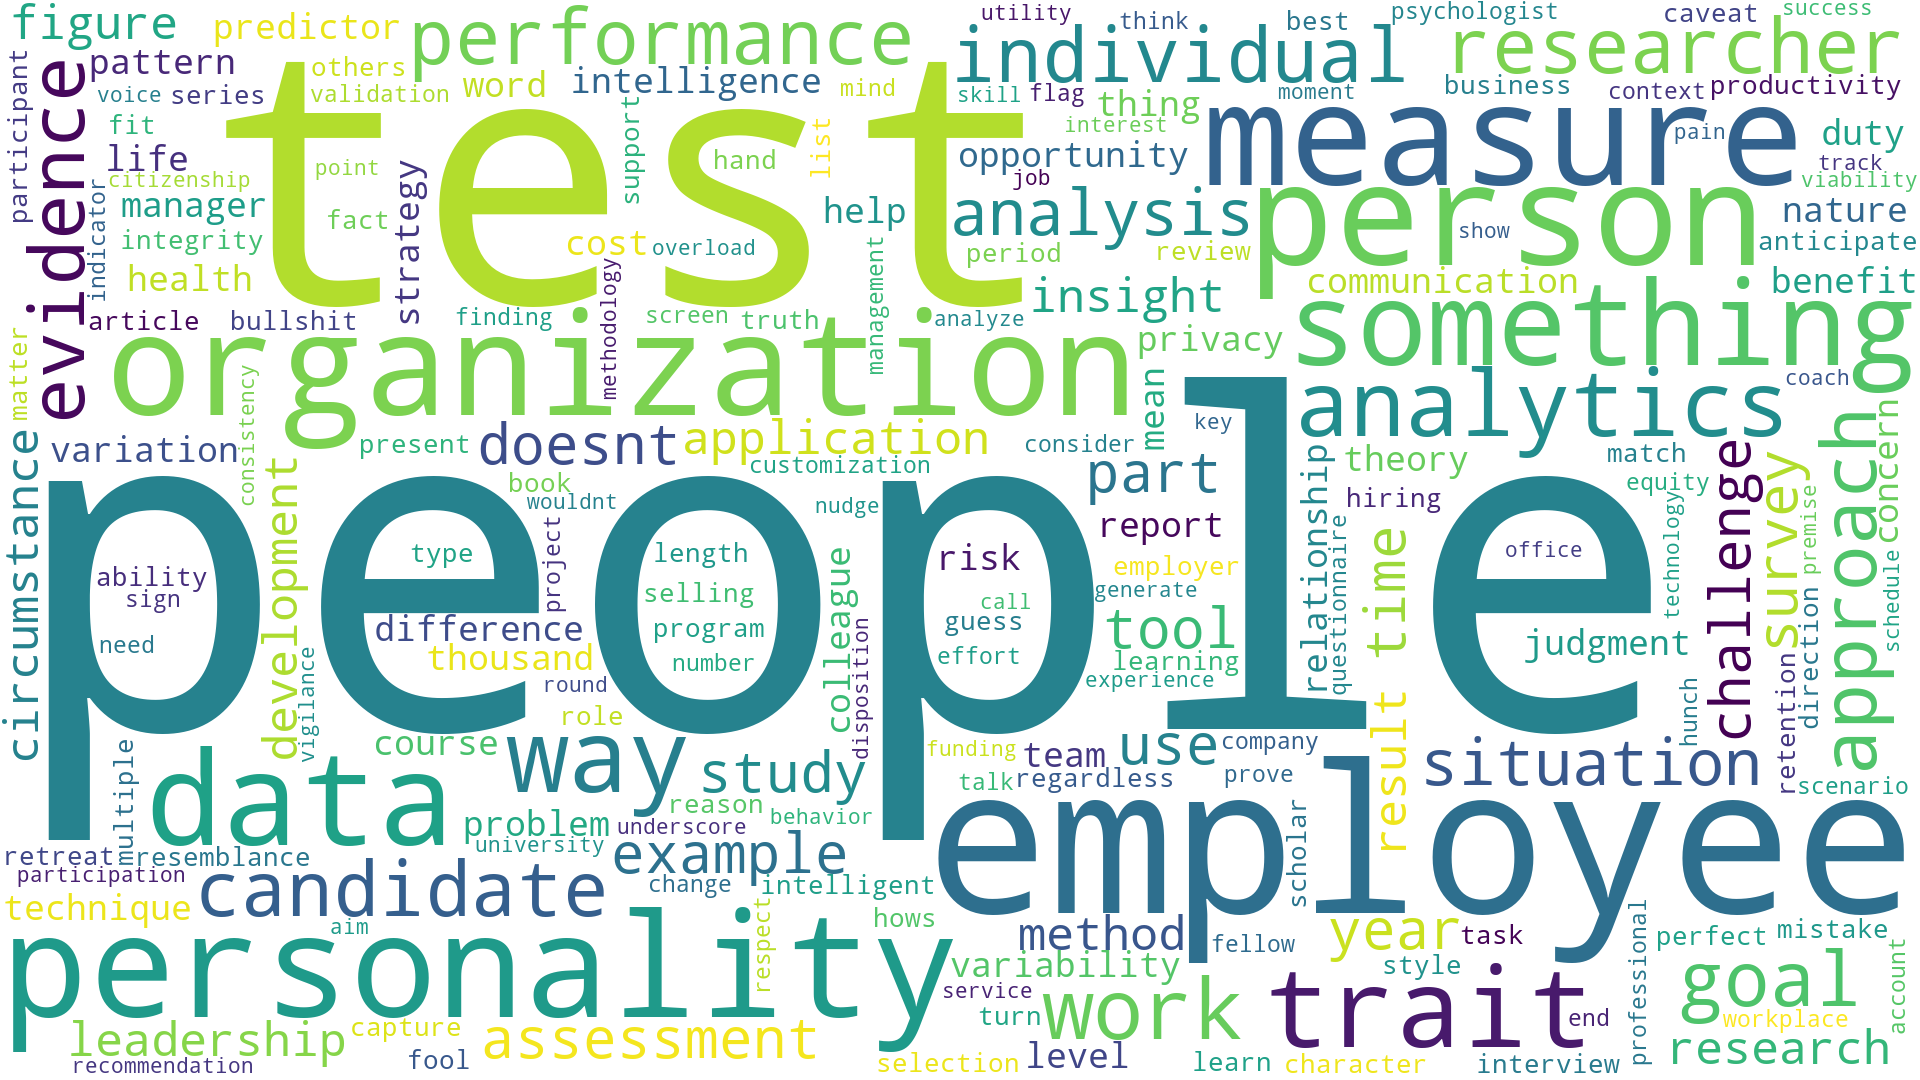 figure
predictor
performance
utility
think
best
psychologist
caveat
success
individual
researcher
pattern
others
word
intelligence
mind
voice
series
validation
skill
flag
thing
moment
business
context
productivity
participant
evidence
test
support
list
interest
measure
pain
duty
fit
life
point
hand
opportunity
track
citizenship
job
viability
indicator
manager
fact
strategy
help
analysis
person
nature
integrity
cost
overload
period
review
show
anticipate
health
methodology
management
insight
communication
benefit
article
bullshit
finding
screen
truth
analyze
something
matter
organization
privacy
consistency
mean
analytics
coach
variation
present
doesnt
application
consider
key
approach
concern
circumstance
development
book
customization
part
relationship
theory
match
challenge
survey
wouldnt
nudge
hiring
equity
premise
people
project
report
questionnaire
time
technology
ability
type
length
colleague
risk
employer
office
schedule
sign
selling
call
generate
need
difference
program
guess
tool
judgment
direction
vigilance
thousand
number
disposition
effort
learning
retention
round
experience
hunch
role
course
way
funding
team
use
company
situation
multiple
data
study
talk
regardless
prove
result
scenario
reason
problem
underscore
behavior
employee
university
retreat
resemblance
example
scholar
participation
candidate
change
intelligent
technique
aim
respect
hows
method
fellow
year
task
professional
perfect
mistake
personality
variability
style
account
service
work
trait
goal
leadership
capture
assessment
turn
end
workplace
recommendation
fool
selection
level
learn
character
interview
research